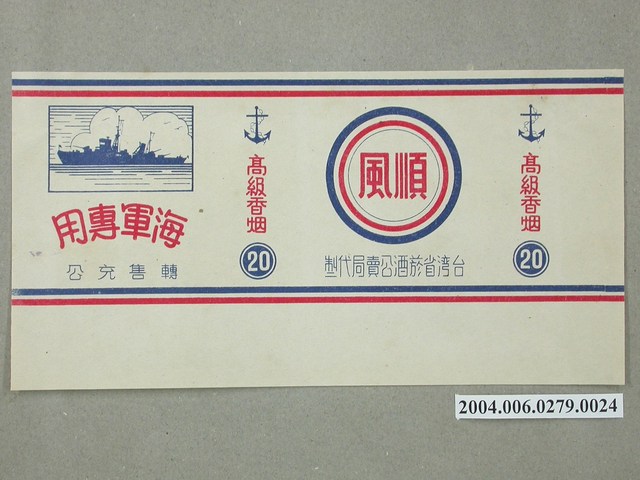 海軍專用
轉售充公
高級香烟
20
順風
台湾省菸酒公賣局代製
高級香烟
20
2004.006.0279.0024